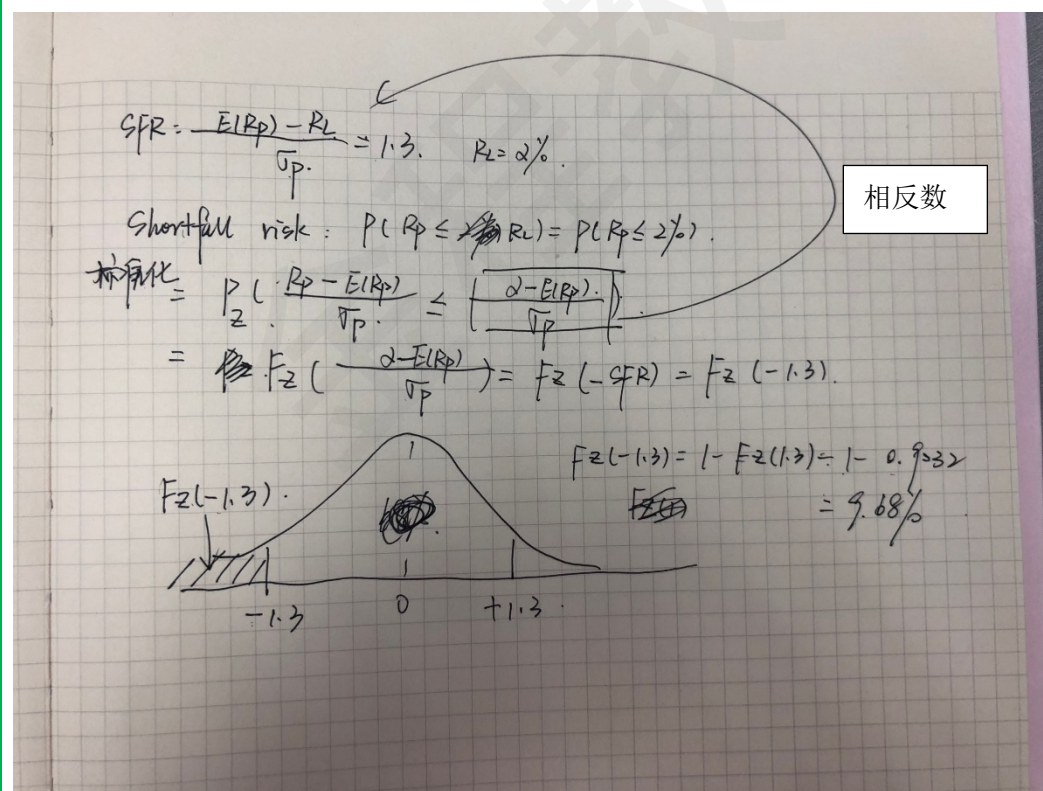 SFR = E(Rp) - RL / σp = 1.3. RL = 2%.
相反数
Shortfall risk: P(Rp ≤ RL) = P(Rp ≤ 2%).
标准化 = Pz(Rp - E(Rp) / σp ≤ 2 - E(Rp) / σp).
= Fz(2 - E(Rp) / σp) = Fz(-SFR) = Fz(-1.3).
Fz(-1.3) = 1 - Fz(1.3) = 1 - 0.9032
= 9.68%
Fz(-1.3).
-1.3 0 +1.3